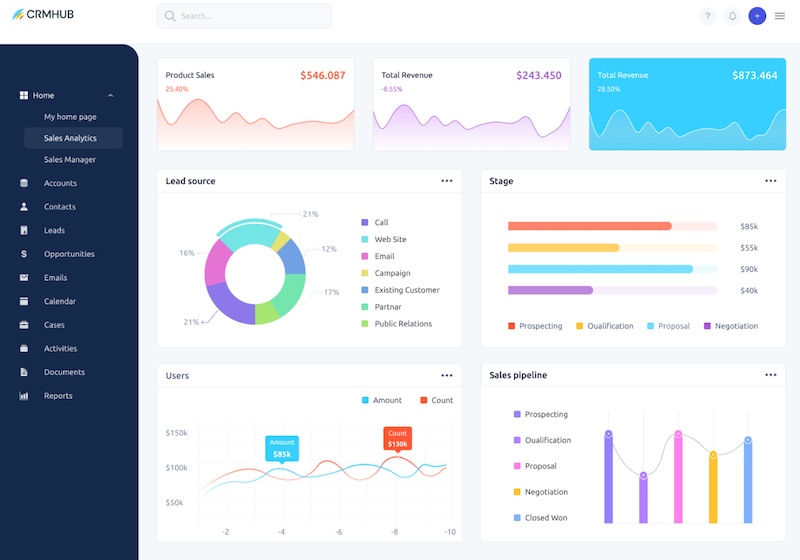 CRMHUB
Search...
?
+
Home
My home page
Sales Analytics
Sales Manager
Accounts
Contacts
Leads
$ Opportunities
Emails
Calendar
Cases
Activities
Documents
Reports
Product Sales $546.087
25.40%
Total Revenue $243.450
-8.55%
Total Revenue $873.464
28.50%
Lead source
21%
12%
17%
21%
16%
Call
Web Site
Email
Campaign
Existing Customer
Partnar
Public Relations
Stage
$85k
$55k
$90k
$40k
Prospecting Oualification Proposal Negotiation
Users
Amount Count
$150k
$100k
$50k
Amount
$85k
Count
$130k
-2 -4 -6 -8 -10
Sales pipeline
Prospecting
Oualification
Proposal
Negotiation
Closed Won